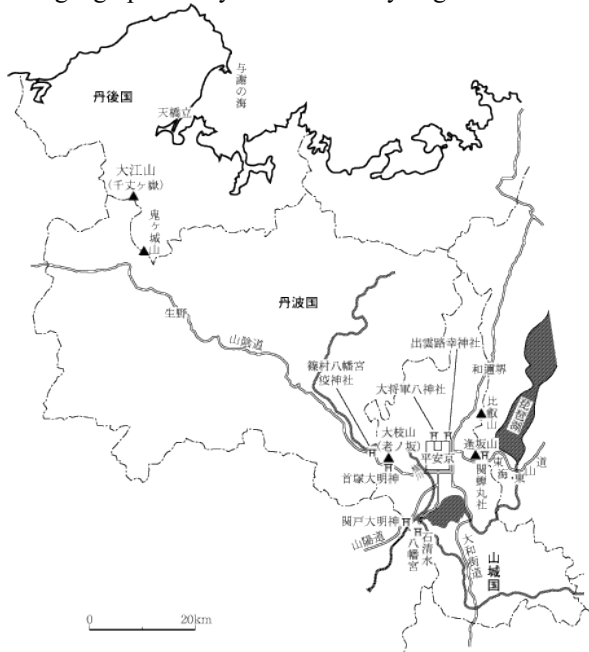 与謝の海
丹後国
天橋立
大江山
(千丈ヶ嶽)
鬼ヶ城山
丹波国
生野
山陰道
出雲路幸神社
篠村八幡宮
疫神社
和邇堺
大将軍八神社
比叡山
琵琶湖
大枝山
(老ノ坂)
平安京
逢坂山
東海・東山道
首塚大明神
関蟬丸社
関戸大明神
山陽道
石清水
八幡宮
大和街道
山城国
0
20km